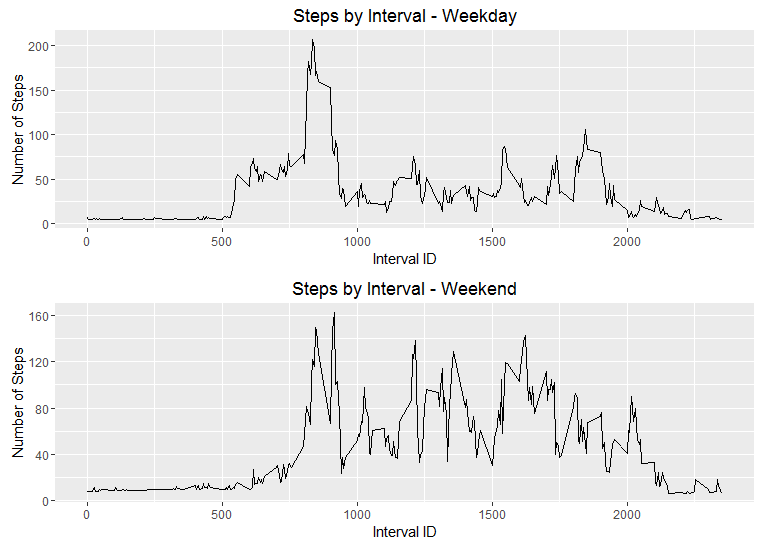 Steps by Interval - Weekday
Number of Steps
200
150
100
50
0
0 500 1000 1500 2000
Interval ID
Steps by Interval - Weekend
Number of Steps
160
120
80
40
0
0 500 1000 1500 2000
Interval ID